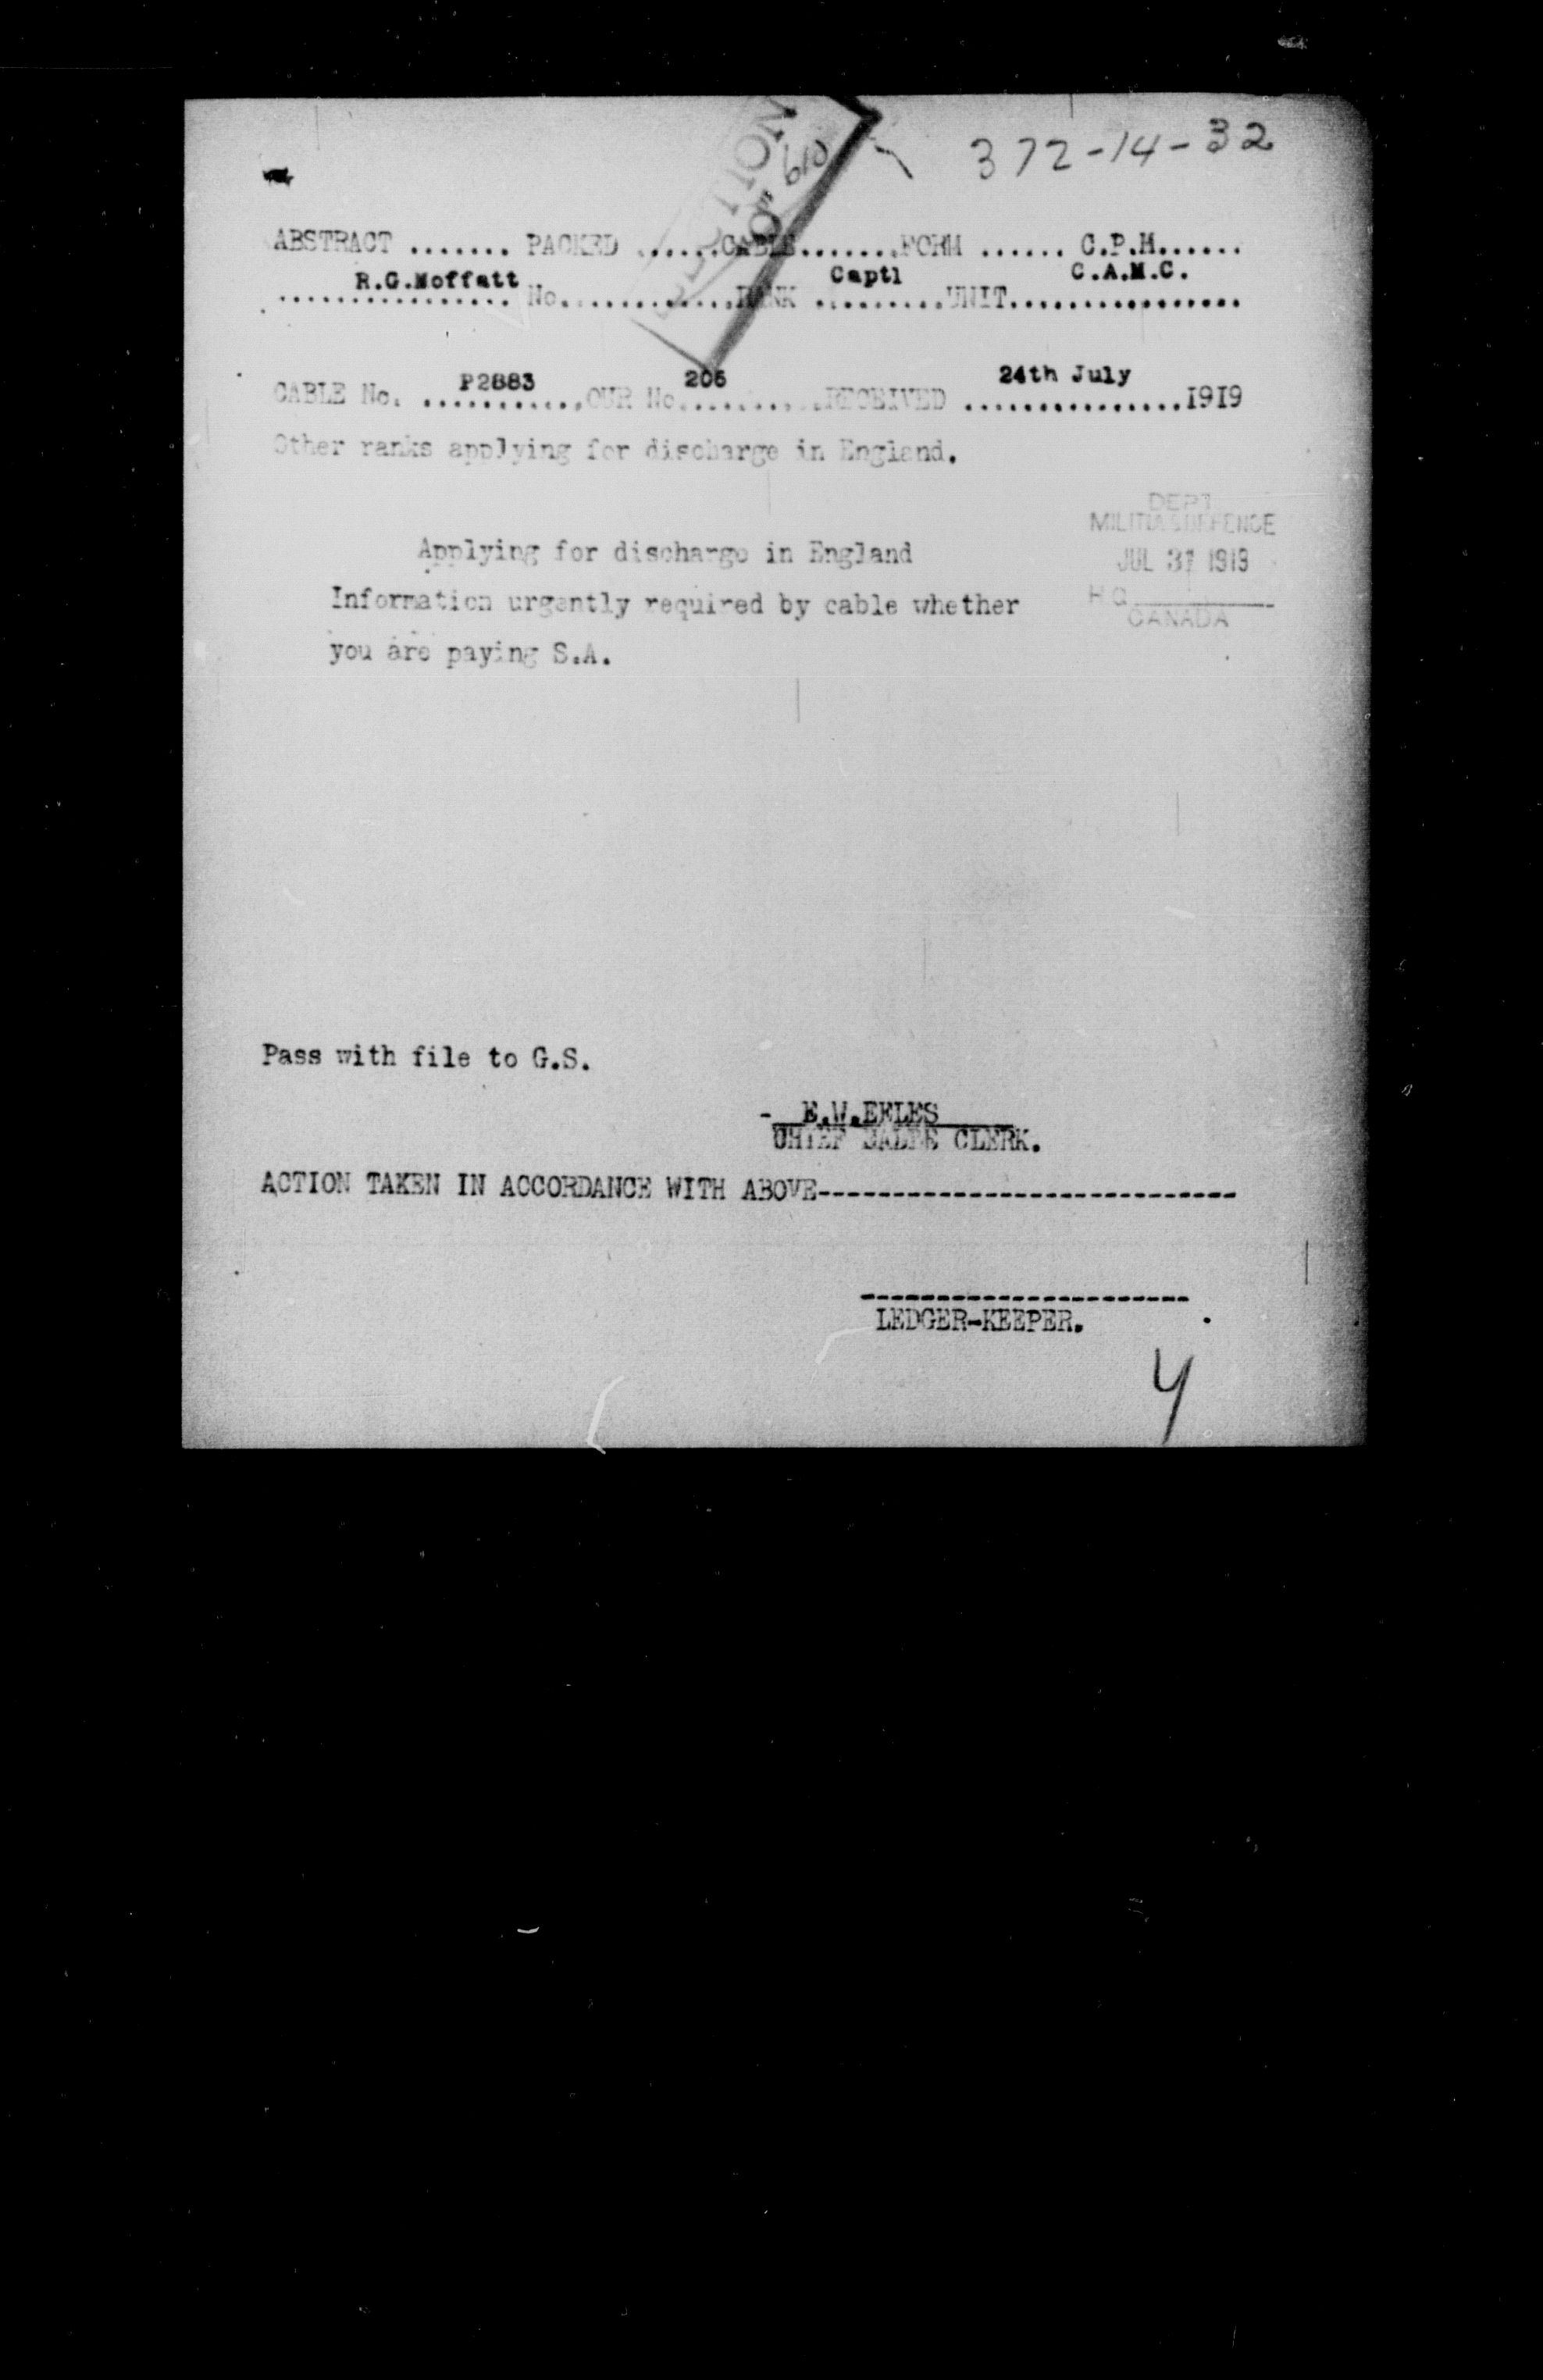 372-14-32
ABSTRACT ....... PACKED ......CABLE.......FORM ...... C.P.M......
R.G.Moffatt Captl C.A.M.C.
................ No............RANK .........UNIT................
P2883 206 24th July
CABLE No. ...........,OUR No..........RECEIVED ...............1919
Other ranks applying for discharge in England.
DEPT
MILITIA & DEFENCE
JUL 31 1919
H Q
CANADA
Applying for discharge in England
Information urgently required by cable whether
you are paying S.A.
Pass with file to G.S.
- E.W.EELES
CHIEF CLERK.
ACTION TAKEN IN ACCORDANCE WITH ABOVE----------------------------
----------------------
LEDGER-KEEPER.
4